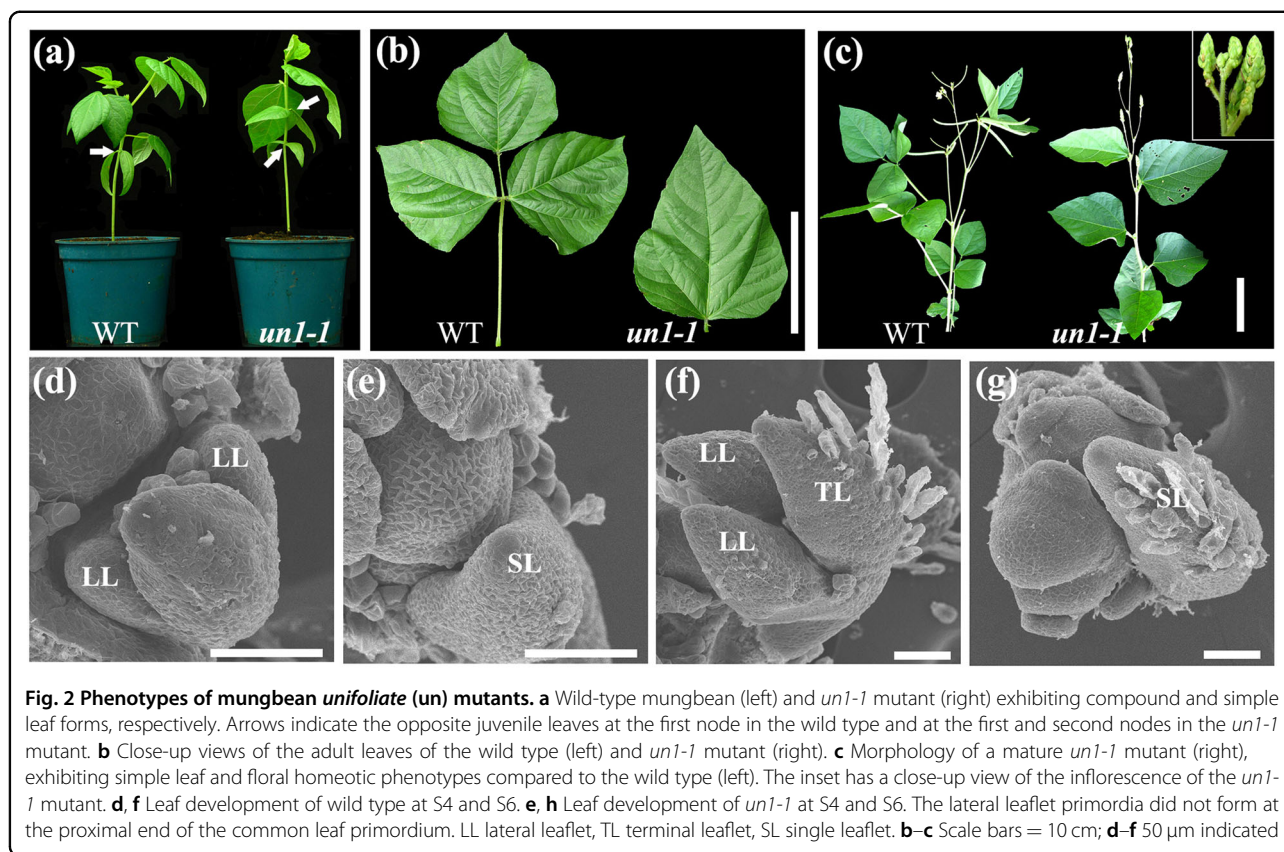 (a)
WT
un1-1
(b)
WT
un1-1
(c)
WT
un1-1
(d)
LL
LL
(e)
SL
(f)
LL
TL
LL
(g)
SL
Fig. 2 Phenotypes of mungbean unifoliate (un) mutants. a Wild-type mungbean (left) and un1-1 mutant (right) exhibiting compound and simple
leaf forms, respectively. Arrows indicate the opposite juvenile leaves at the first node in the wild type and at the first and second nodes in the un1-1
mutant. b Close-up views of the adult leaves of the wild type (left) and un1-1 mutant (right). c Morphology of a mature un1-1 mutant (right),
exhibiting simple leaf and floral homeotic phenotypes compared to the wild type (left). The inset has a close-up view of the inflorescence of the un1-
1 mutant. d, f Leaf development of wild type at S4 and S6. e, h Leaf development of un1-1 at S4 and S6. The lateral leaflet primordia did not form at
the proximal end of the common leaf primordium. LL lateral leaflet, TL terminal leaflet, SL single leaflet. b–c Scale bars = 10 cm; d–f 50 μm indicated